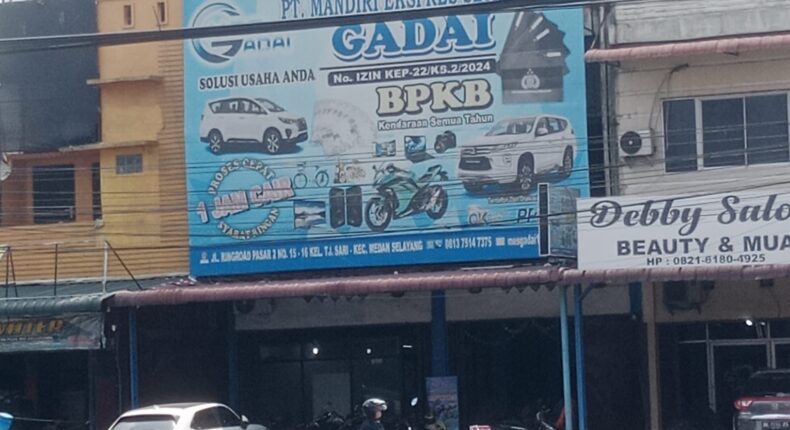 PT. MANDIRI EKSPRES
GADAI
GADAI
No. IZIN KEP-22/KS.2/2024
SOLUSI USAHA ANDA
BPKB
Kendaraan Semua Tahun
PROSES CEPAT
1 JAM CAIR
SYARAT RINGAN
JL. RINGROAD PASAR 2 NO. 15 - 16 KEL. TJ. SARI - KEC. MEDAN SELAYANG 0813 7514 7375
Debby Salo
BEAUTY & MUA
HP : 0821-6180-4925